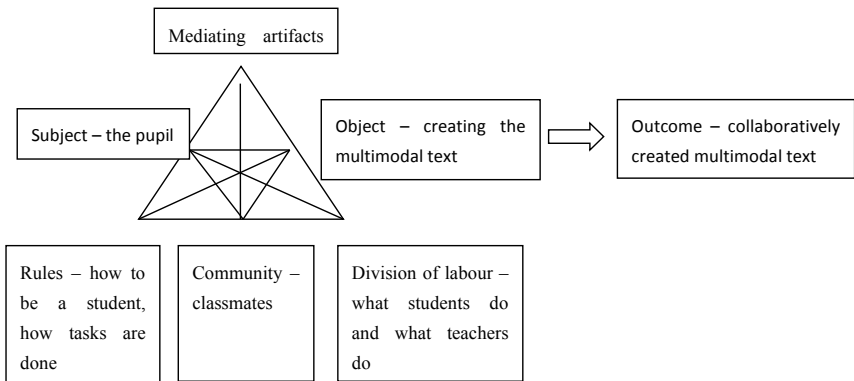 Mediating artifacts
Subject – the pupil
Object – creating the
multimodal text
Outcome – collaboratively
created multimodal text
Rules – how to
be a student,
how tasks are
done
Community –
classmates
Division of labour –
what students do
and what teachers
do